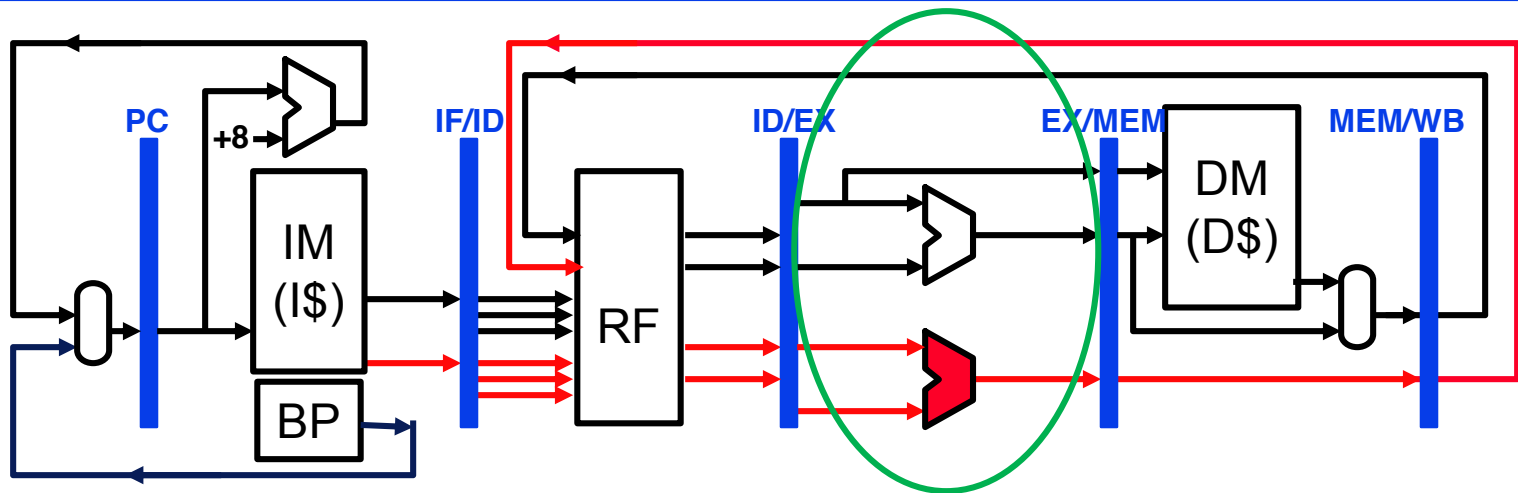 PC
IF/ID
ID/EX
EX/MEM
MEM/WB
+8
IM
(I$)
BP
RF
DM
(D$)